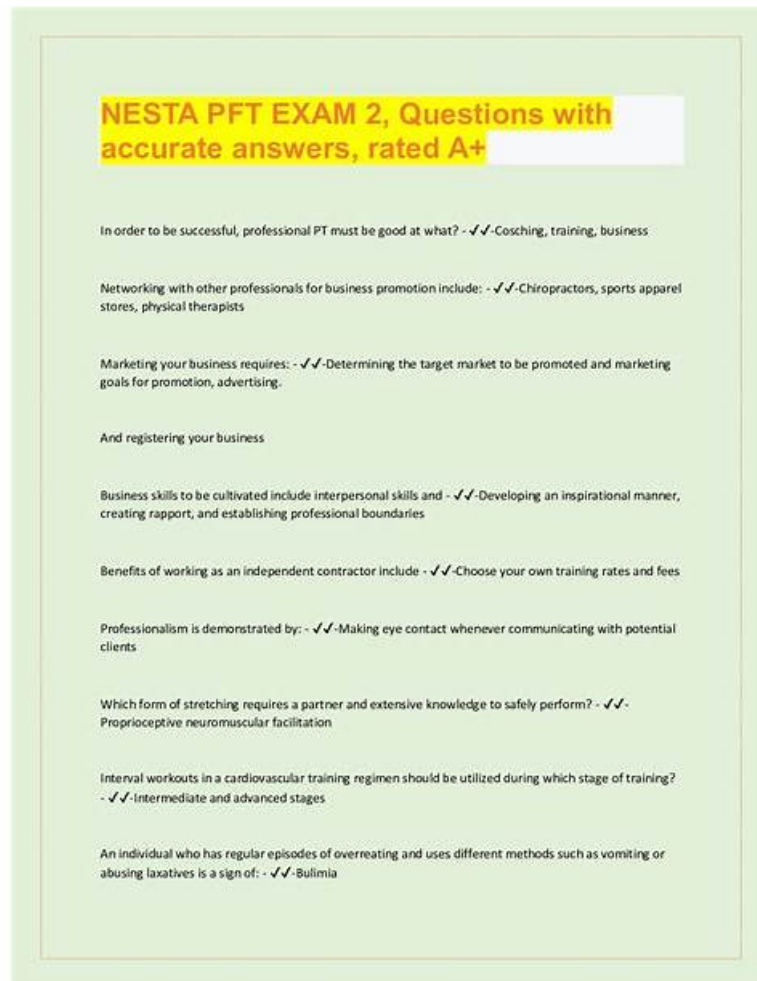 NESTA PFT EXAM 2, Questions with
accurate answers, rated A+
In order to be successful, professional PT must be good at what? - ✓✓-Cosching, training, business
Networking with other professionals for business promotion include: - ✓✓-Chiropractors, sports apparel
stores, physical therapists
Marketing your business requires: - ✓✓-Determining the target market to be promoted and marketing
goals for promotion, advertising.
And registering your business
Business skills to be cultivated include interpersonal skills and - ✓✓-Developing an inspirational manner,
creating rapport, and establishing professional boundaries
Benefits of working as an independent contractor include - ✓✓-Choose your own training rates and fees
Professionalism is demonstrated by: - ✓✓-Making eye contact whenever communicating with potential
clients
Which form of stretching requires a partner and extensive knowledge to safely perform? - ✓✓-
Proprioceptive neuromuscular facilitation
Interval workouts in a cardiovascular training regimen should be utilized during which stage of training?
- ✓✓-Intermediate and advanced stages
An individual who has regular episodes of overreating and uses different methods such as vomiting or
abusing laxatives is a sign of: - ✓✓-Bulimia